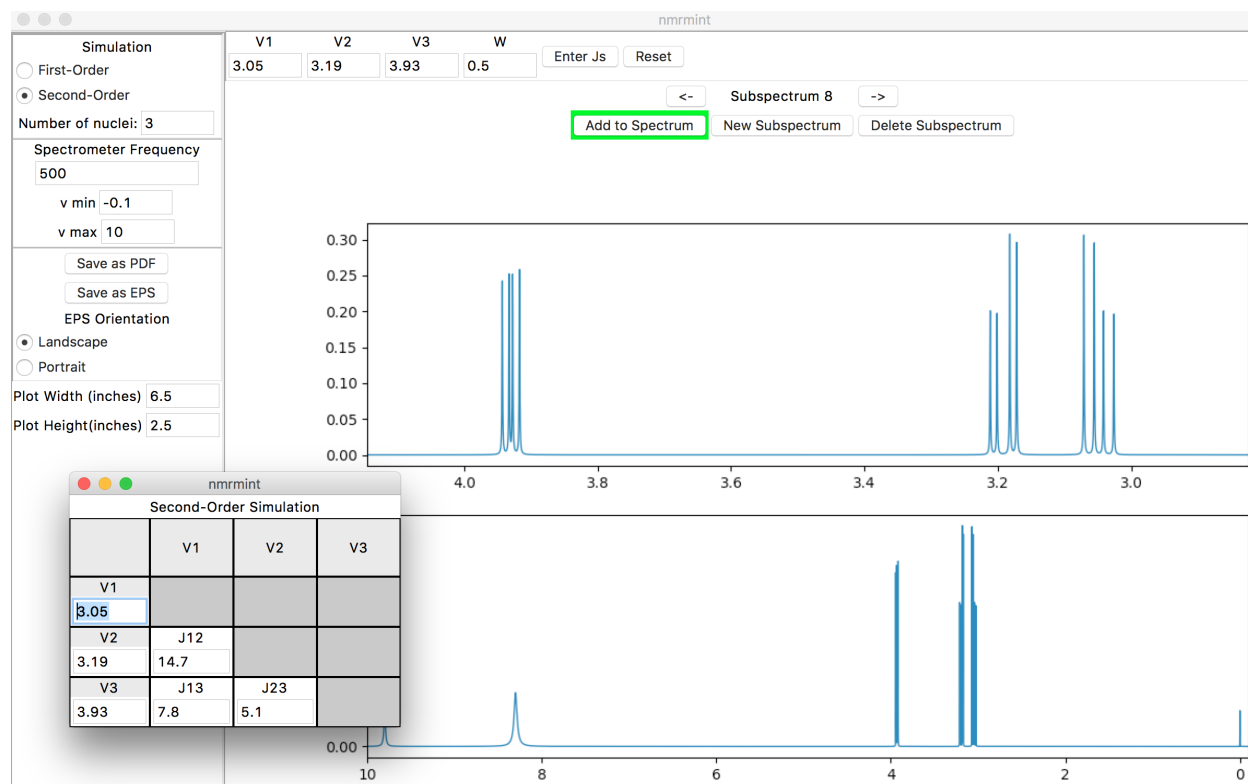 nmrmint
Simulation
First-Order
Second-Order
Number of nuclei: 3
Spectrometer Frequency
500
v min -0.1
v max 10
Save as PDF
Save as EPS
EPS Orientation
Landscape
Portrait
Plot Width (inches) 6.5
Plot Height(inches) 2.5
V1 V2 V3 W
3.05 3.19 3.93 0.5 Enter Js Reset
<- Subspectrum 8 ->
Add to Spectrum New Subspectrum Delete Subspectrum
0.30
0.25
0.20
0.15
0.10
0.05
0.00
4.0 3.8 3.6 3.4 3.2 3.0
nmrmint
Second-Order Simulation
V1 V2 V3
V1
3.05
V2 J12
3.19 14.7
V3 J13 J23
3.93 7.8 5.1
0.00
10 8 6 4 2 0